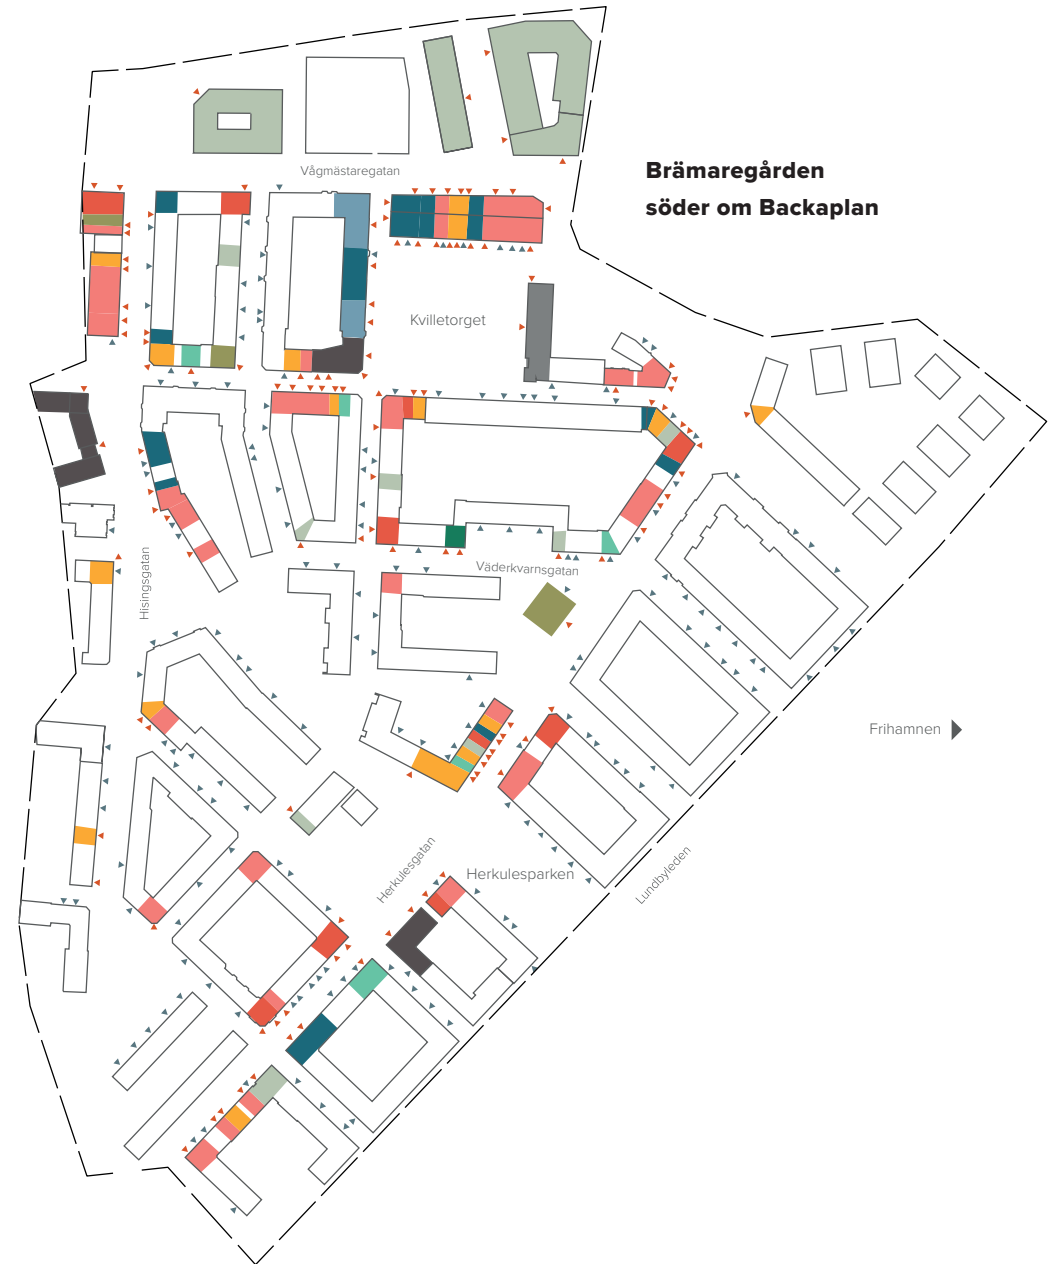 Vågmästaregatan
Brämaregården
söder om Backaplan
Kvilletorget
Hisingsgatan
Väderkvarnsgatan
Frihamnen
Herkulesgatan
Herkulesparken
Lundbyleden